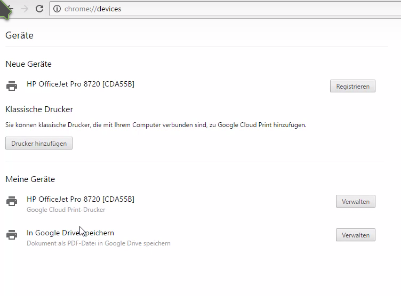 chrome://devices
Geräte
Neue Geräte
HP OfficeJet Pro 8720 [CDA55B]
Registrieren
Klassische Drucker
Sie können klassische Drucker, die mit Ihrem Computer verbunden sind, zu Google Cloud Print hinzufügen.
Drucker hinzufügen
Meine Geräte
HP OfficeJet Pro 8720 [CDA55B]
Verwalten
Google Cloud Print-Drucker
In Google Drive speichern
Verwalten
Dokument als PDF-Datei in Google Drive speichern